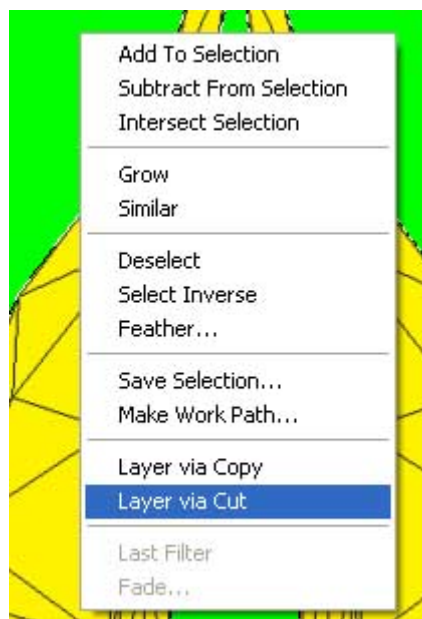 Add To Selection
Subtract From Selection
Intersect Selection
Grow
Similar
Deselect
Select Inverse
Feather...
Save Selection...
Make Work Path...
Layer via Copy
Layer via Cut
Last Filter
Fade...